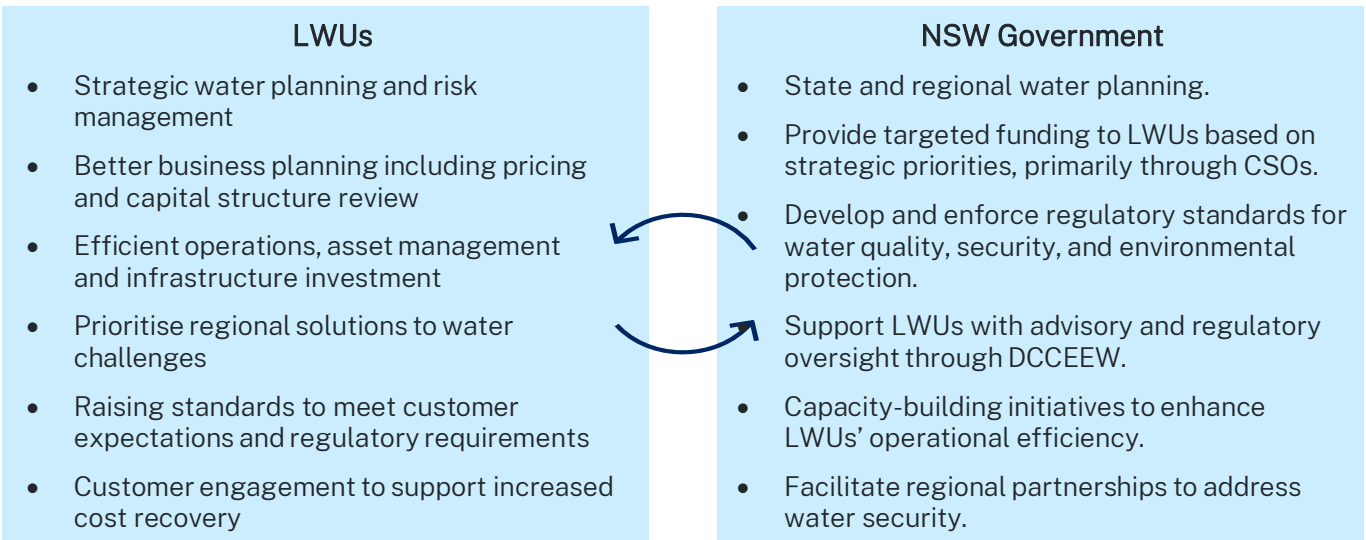 LWUs
• Strategic water planning and risk
management
• Better business planning including pricing
and capital structure review
• Efficient operations, asset management
and infrastructure investment
• Prioritise regional solutions to water
challenges
• Raising standards to meet customer
expectations and regulatory requirements
• Customer engagement to support increased
cost recovery
NSW Government
• State and regional water planning.
• Provide targeted funding to LWUs based on
strategic priorities, primarily through CSOs.
• Develop and enforce regulatory standards for
water quality, security, and environmental
protection.
• Support LWUs with advisory and regulatory
oversight through DCCEEW.
• Capacity-building initiatives to enhance
LWUs’ operational efficiency.
• Facilitate regional partnerships to address
water security.